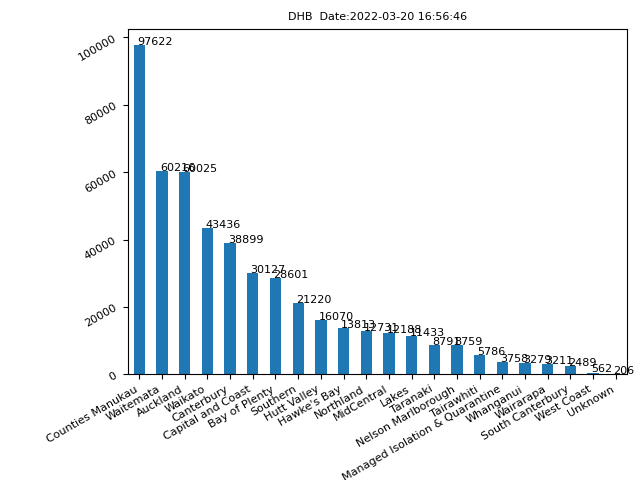 DHB  Date:2022-03-20 16:56:46
100000
80000
60000
40000
20000
0
97622
60216
60025
43436
38899
30127
28601
21220
16070
13813
12731
12188
11433
8791
8759
5786
3758
3279
3211
2489
562
206
Counties Manukau
Waitemata
Auckland
Waikato
Canterbury
Capital and Coast
Bay of Plenty
Southern
Hutt Valley
Hawke's Bay
Northland
MidCentral
Lakes
Taranaki
Nelson Marlborough
Tairawhiti
Managed Isolation & Quarantine
Whanganui
Wairarapa
South Canterbury
West Coast
Unknown